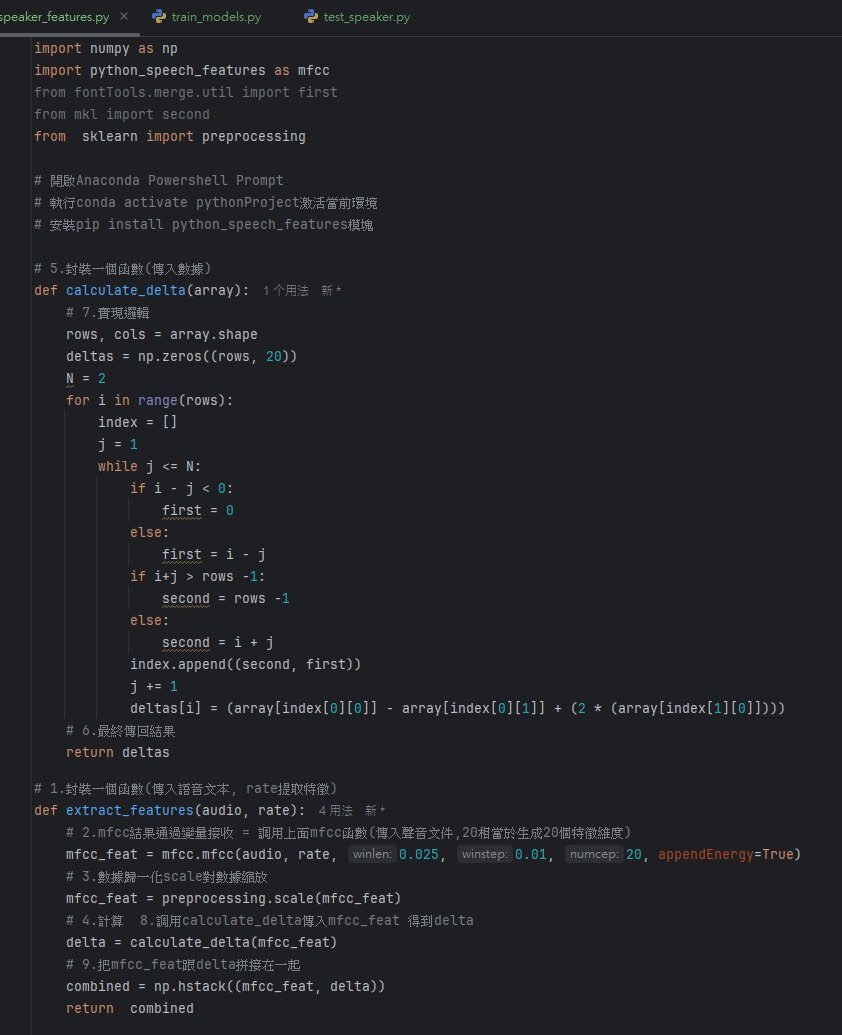 speaker_features.py × train_models.py test_speaker.py
import numpy as np
import python_speech_features as mfcc
from fontTools.merge.util import first
from mkl import second
from  sklearn import preprocessing
# 開啟Anaconda Powershell Prompt
# 執行conda activate pythonProject激活當前環境
# 安裝pip install python_speech_features模塊
# 5.封裝一個函數(傳入數據)
def calculate_delta(array): 1 个用法 新 *
    # 7.實現邏輯
    rows, cols = array.shape
    deltas = np.zeros((rows, 20))
    N = 2
    for i in range(rows):
        index = []
        j = 1
        while j <= N:
            if i - j < 0:
                first = 0
            else:
                first = i - j
            if i+j > rows -1:
                second = rows -1
            else:
                second = i + j
            index.append((second, first))
            j += 1
            deltas[i] = (array[index[0][0]] - array[index[0][1]] + (2 * (array[index[1][0]])))
    # 6.最終傳回結果
    return deltas
# 1.封裝一個函數(傳入語音文本, rate提取特徵)
def extract_features(audio, rate): 4 用法 新 *
    # 2.mfcc結果通過變量接收 = 調用上面mfcc函數(傳入聲音文件,20相當於生成20個特徵維度)
    mfcc_feat = mfcc.mfcc(audio, rate, winlen: 0.025, winstep: 0.01, numcep: 20, appendEnergy=True)
    # 3.數據歸一化scale對數據縮放
    mfcc_feat = preprocessing.scale(mfcc_feat)
    # 4.計算  8.調用calculate_delta傳入mfcc_feat 得到delta
    delta = calculate_delta(mfcc_feat)
    # 9.把mfcc_feat跟delta拼接在一起
    combined = np.hstack((mfcc_feat, delta))
    return  combined